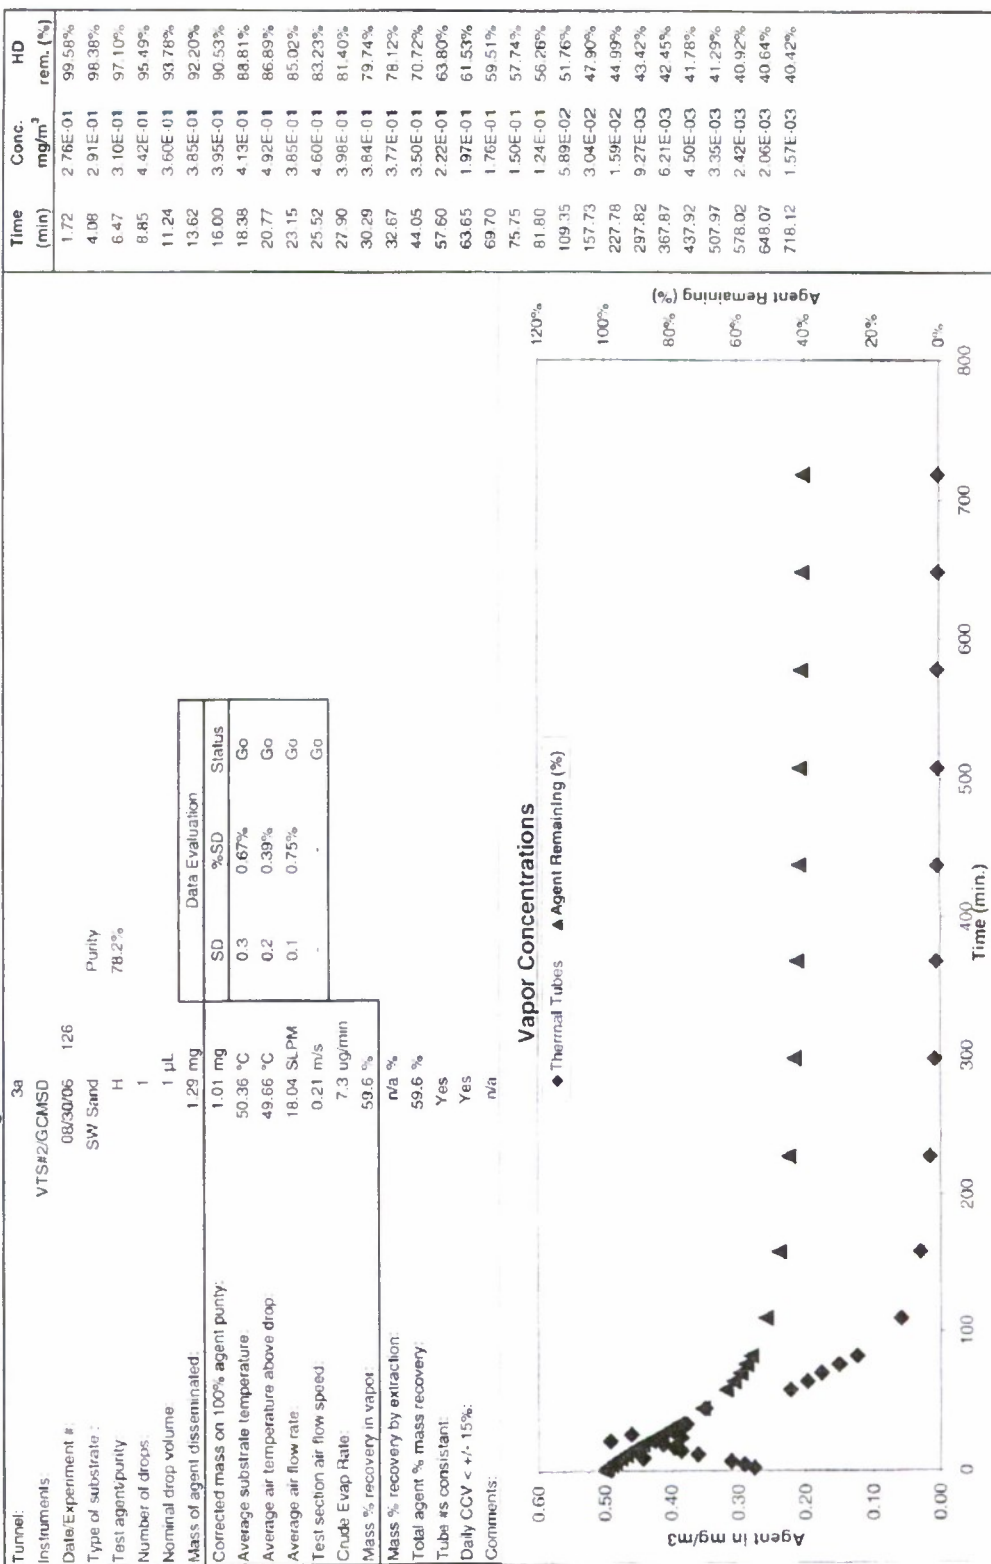 Tunnel: 3a
Instruments: VTS#2/GCMSD
Date/Experiment #: 08/30/06 126
Type of substrate : SW Sand Purity
Test agent/purity H 78.2%
Number of drops: 1
Nominal drop volume: 1 µL
Mass of agent disseminated: 1.29 mg Data Evaluation
Corrected mass on 100% agent purity: 1.01 mg SD %SD Status
Average substrate temperature: 50.36 °C 0.3 0.67% Go
Average air temperature above drop: 49.66 °C 0.2 0.39% Go
Average air flow rate: 18.04 SLPM 0.1 0.75% Go
Test section air flow speed: 0.21 m/s - - Go
Crude Evap Rate: 7.3 ug/min
Mass % recovery in vapor: 59.6 %
Mass % recovery by extraction: n/a %
Total agent % mass recovery: 59.6 %
Tube #s consistant: Yes
Daily CCV < +/- 15%: Yes
Comments: n/a
Time Conc. HD
(min) mg/m³ rem. (%)
1.72 2.76E-01 99.58%
4.08 2.91E-01 98.38%
6.47 3.10E-01 97.10%
8.85 4.42E-01 95.49%
11.24 3.60E-01 93.78%
13.62 3.85E-01 92.20%
16.00 3.95E-01 90.53%
18.38 4.13E-01 88.81%
20.77 4.92E-01 86.89%
23.15 3.85E-01 85.02%
25.52 4.60E-01 83.23%
27.90 3.98E-01 81.40%
30.29 3.84E-01 79.74%
32.67 3.77E-01 78.12%
44.05 3.50E-01 70.72%
57.60 2.22E-01 63.80%
63.65 1.97E-01 61.53%
69.70 1.76E-01 59.51%
75.75 1.50E-01 57.74%
81.80 1.24E-01 56.26%
109.35 5.89E-02 51.76%
157.73 3.04E-02 47.90%
227.78 1.59E-02 44.99%
297.82 9.27E-03 43.42%
367.87 6.21E-03 42.45%
437.92 4.50E-03 41.78%
507.97 3.35E-03 41.29%
578.02 2.42E-03 40.92%
648.07 2.06E-03 40.64%
718.12 1.57E-03 40.42%
Vapor Concentrations
◆ Thermal Tubes ▲ Agent Remaining (%)
Agent in mg/m3
0.60
0.50
0.40
0.30
0.20
0.10
0.00
120%
100%
80%
60%
40%
20%
0%
Agent Remaining (%)
0 100 200 300 400 500 600 700 800
Time (min.)